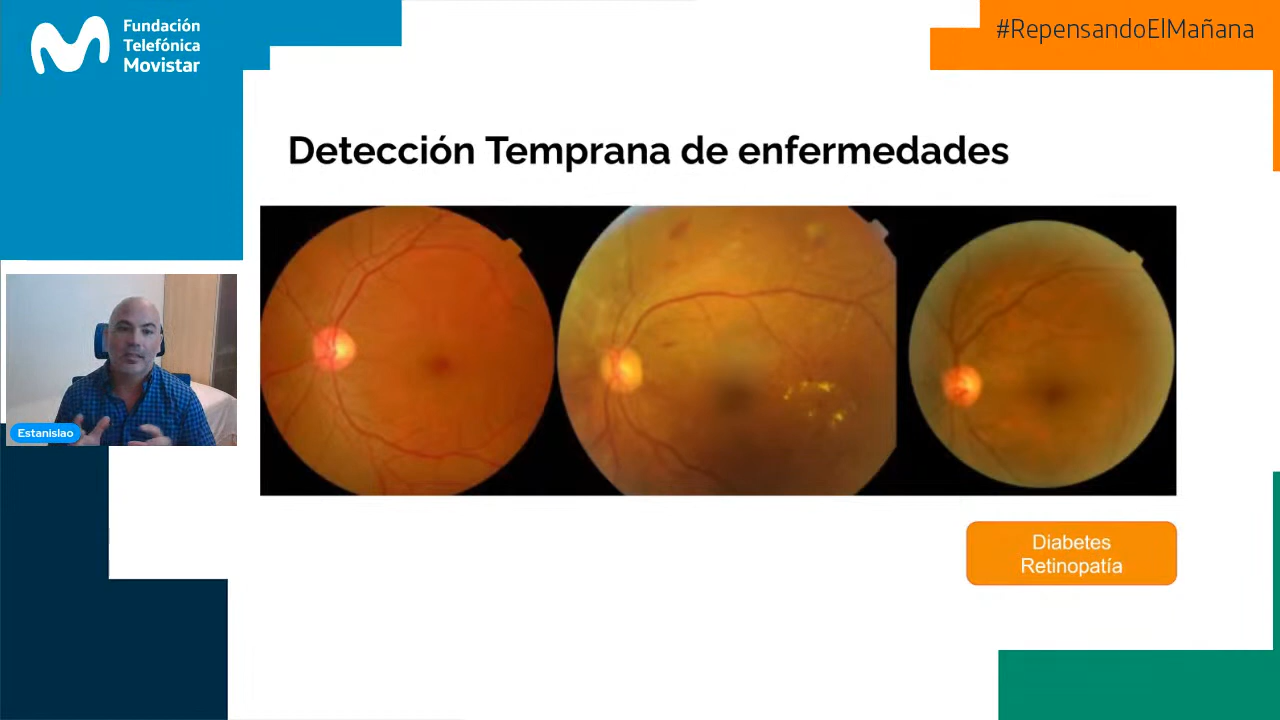 Fundación
Telefónica
Movistar
#RepensandoElMañana
Detección Temprana de enfermedades
Estanislao
Diabetes
Retinopatía